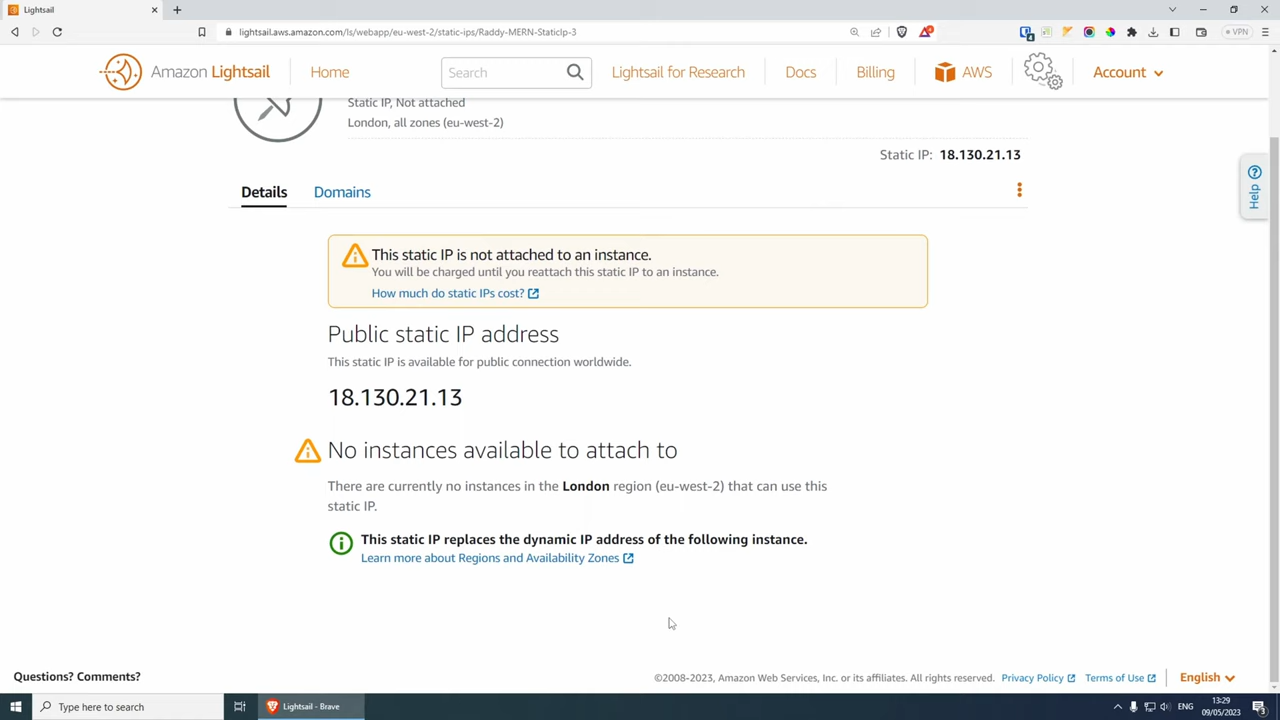 Lightsail
lightsail.aws.amazon.com/ls/webapp/eu-west-2/static-ips/Raddy-MERN-StaticIp-3
VPN
Amazon Lightsail
Home
Search
Lightsail for Research
Docs
Billing
AWS
Account
Static IP, Not attached
London, all zones (eu-west-2)
Static IP: 18.130.21.13
Details
Domains
Help
This static IP is not attached to an instance.
You will be charged until you reattach this static IP to an instance.
How much do static IPs cost?
Public static IP address
This static IP is available for public connection worldwide.
18.130.21.13
No instances available to attach to
There are currently no instances in the London region (eu-west-2) that can use this
static IP.
This static IP replaces the dynamic IP address of the following instance.
Learn more about Regions and Availability Zones
Questions? Comments?
©2008-2023, Amazon Web Services, Inc. or its affiliates. All rights reserved.
Privacy Policy
Terms of Use
English
Type here to search
Lightsail - Brave
ENG
13:29
09/05/2023